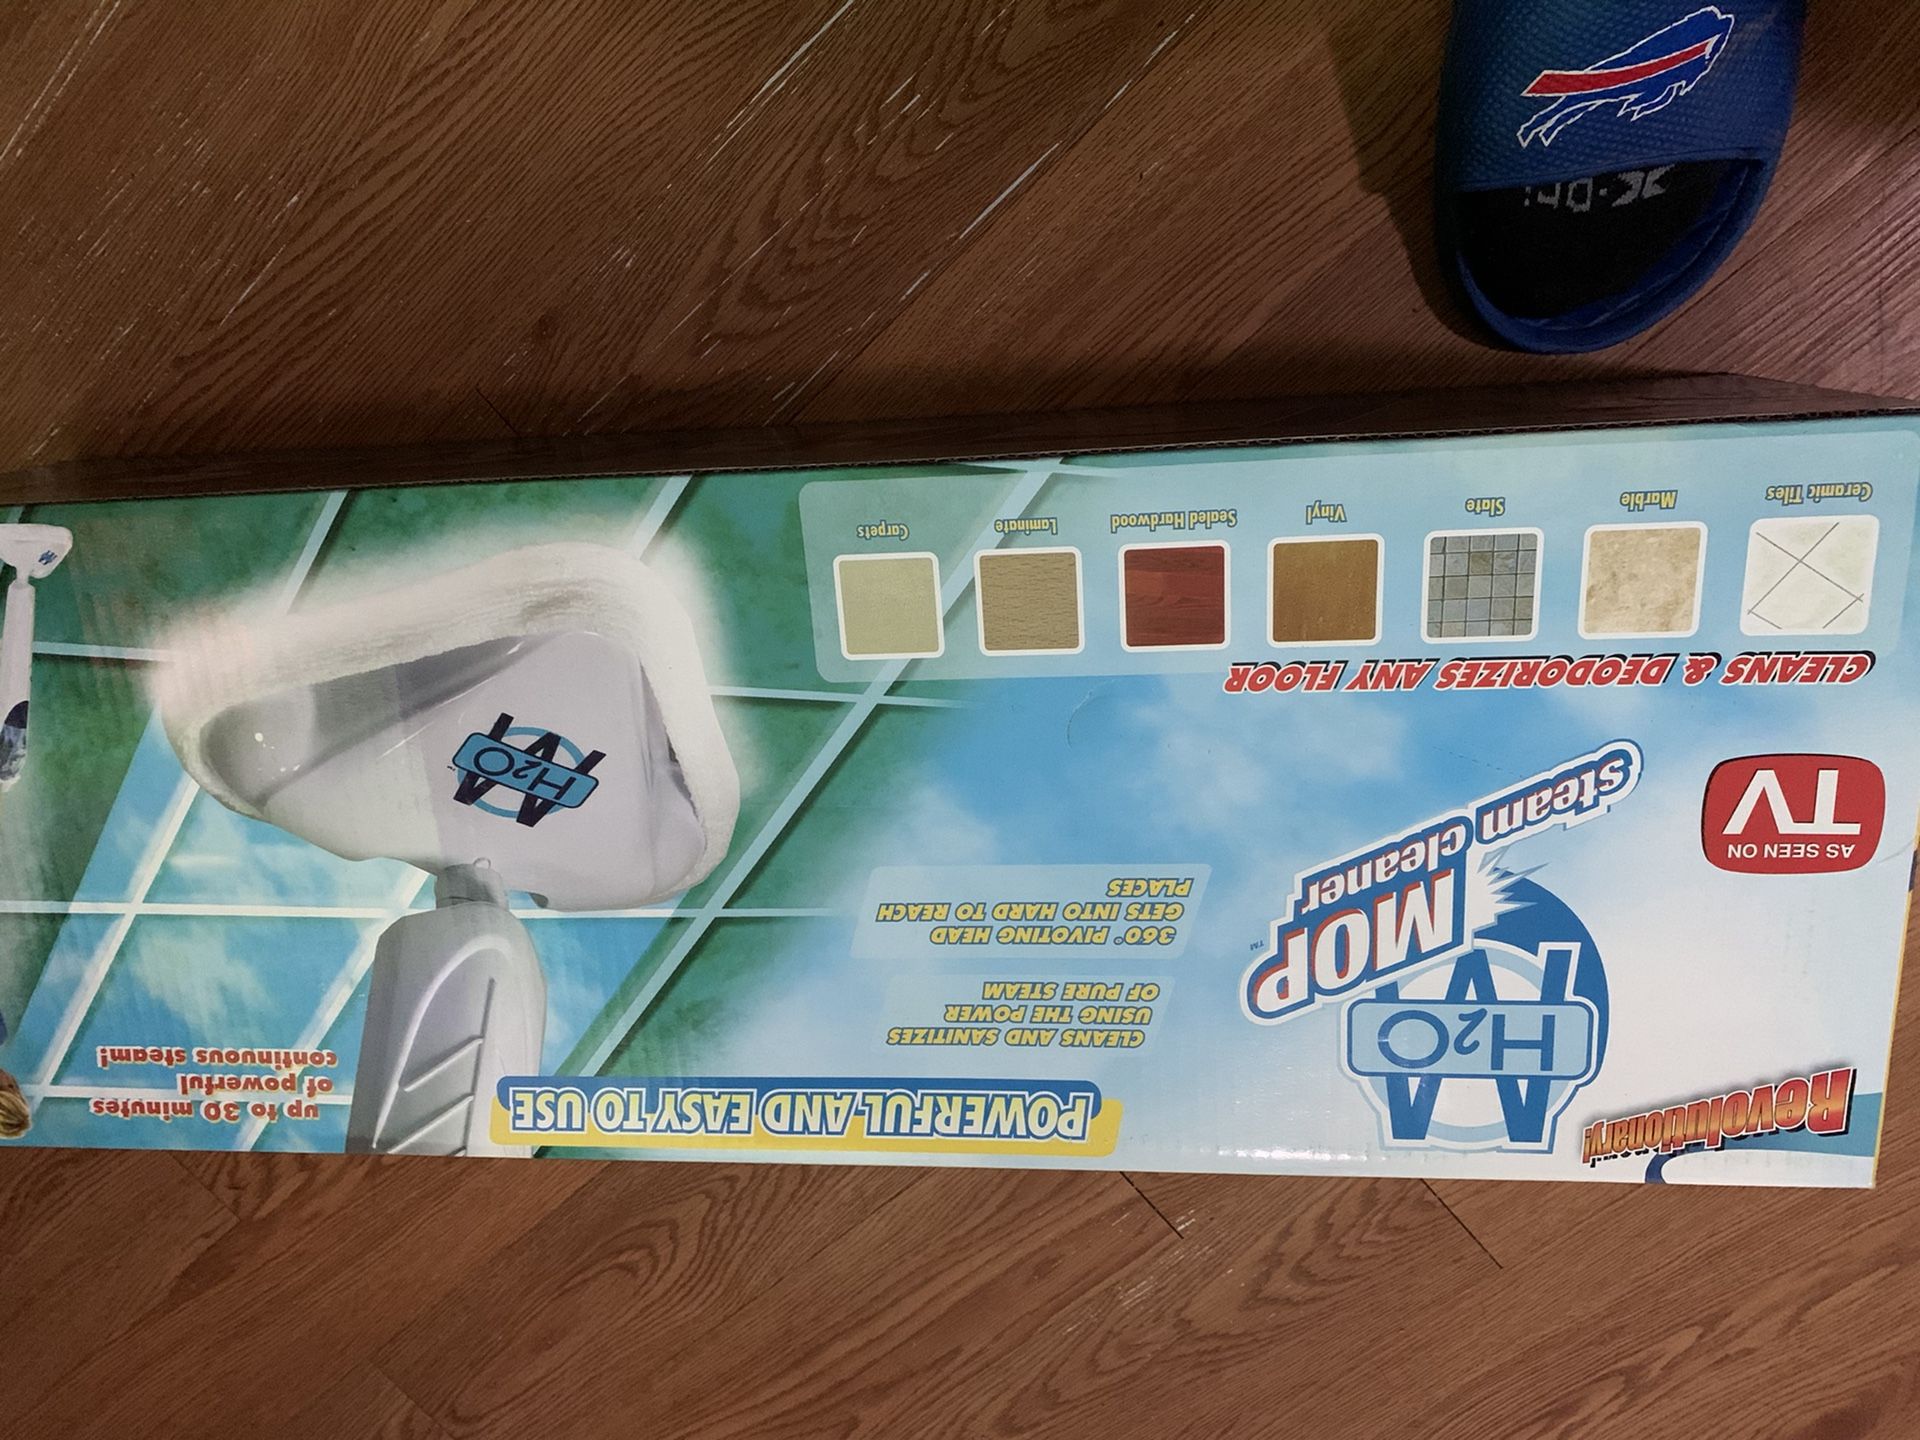 Revolutionary!
H2O
MOP™
steam cleaner
AS SEEN ON
TV
CLEANS & DEODORIZES ANY FLOOR
Ceramic Tiles
Marble
Slate
Vinyl
Sealed Hardwood
Laminate
Carpets
POWERFUL AND EASY TO USE
CLEANS AND SANITIZES
USING THE POWER
OF PURE STEAM
360° PIVOTING HEAD
GETS INTO HARD TO REACH
PLACES
H2O
up to 30 minutes
of powerful
continuous steam!